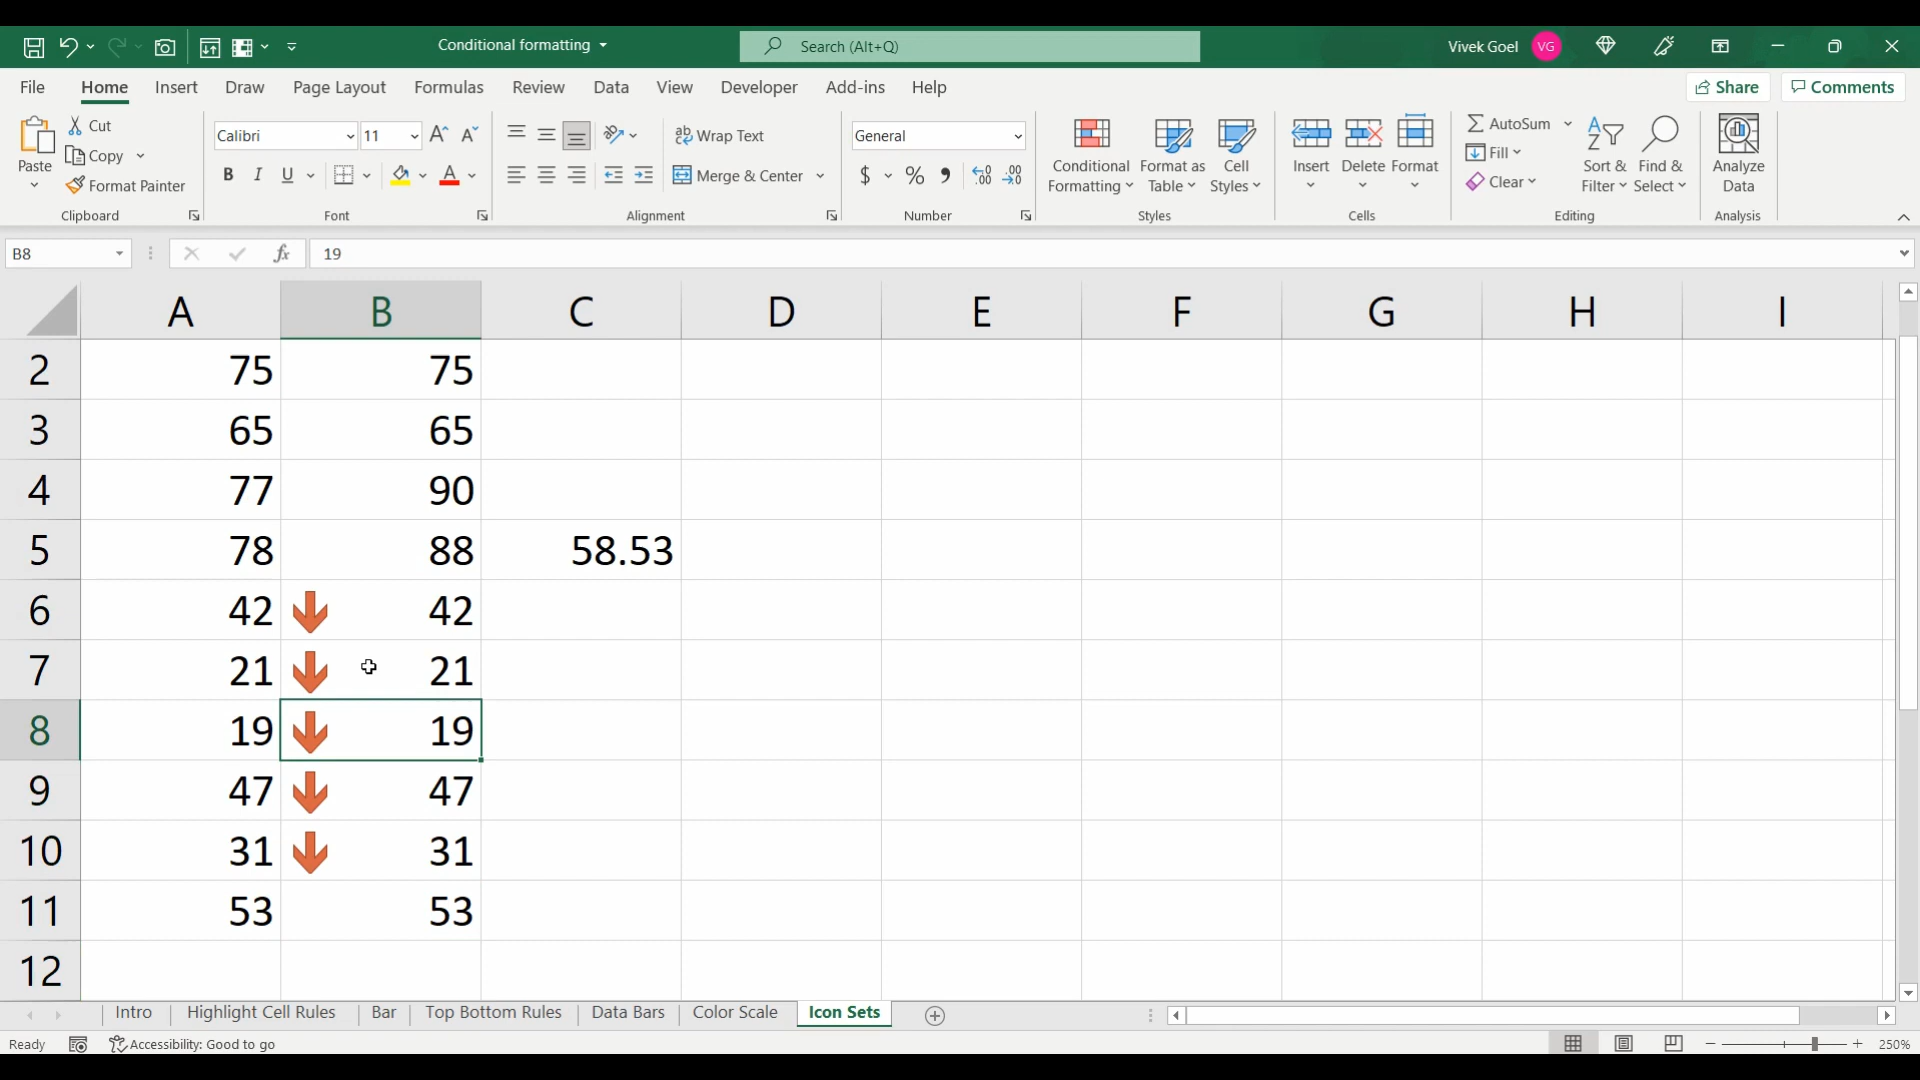 Conditional formatting
Search (Alt+Q)
Vivek Goel
VG
File Home Insert Draw Page Layout Formulas Review Data View Developer Add-ins Help
Share
Comments
Paste
Cut
Copy
Format Painter
Clipboard
Calibri 11
B I U A
Font
ab Wrap Text
Merge & Center
Alignment
General
$ % ,
Number
Conditional Formatting
Format as Table
Cell Styles
Styles
Insert Delete Format
Cells
AutoSum
Fill
Clear
Sort & Filter
Find & Select
Editing
Analyze Data
Analysis
B8 fx 19
A B C D E F G H I
2 75 75
3 65 65
4 77 90
5 78 88 58.53
6 42 42
7 21 21
8 19 19
9 47 47
10 31 31
11 53 53
12
Intro Highlight Cell Rules Bar Top Bottom Rules Data Bars Color Scale Icon Sets
Ready Accessibility: Good to go 250%